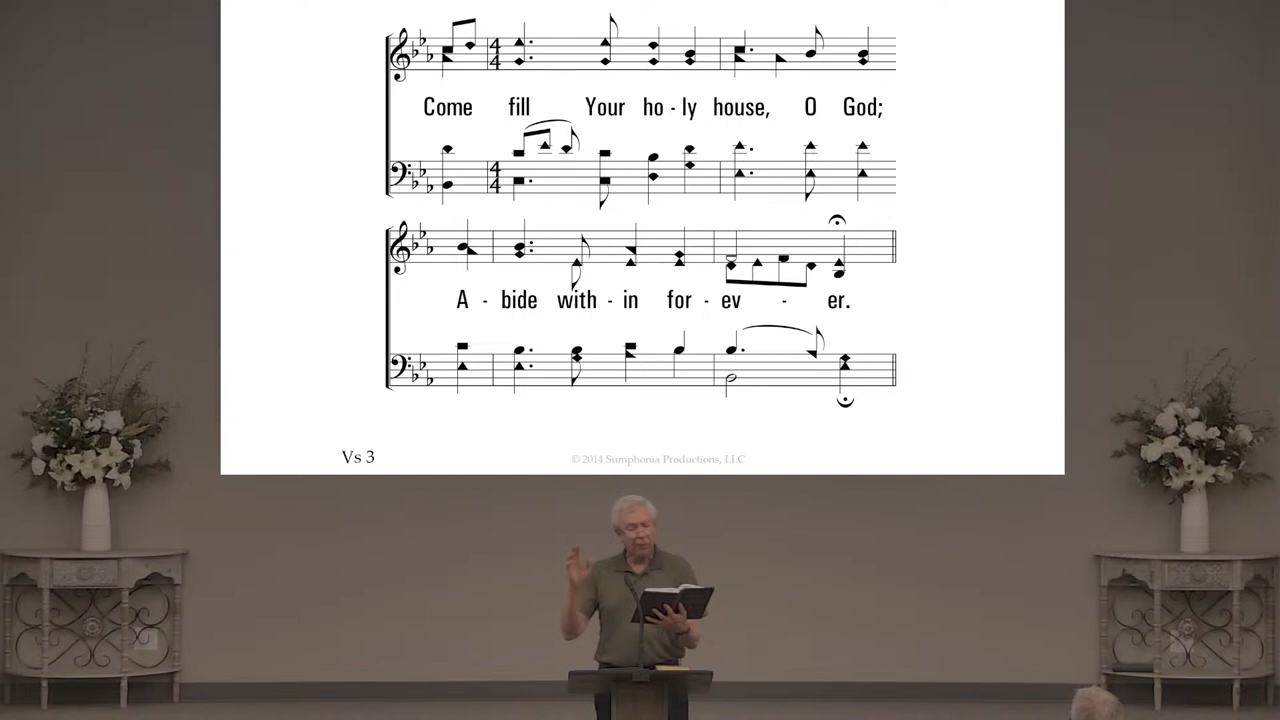 Come fill Your ho - ly house, O God;
A - bide with - in for - ev - er.
Vs 3
© 2014 Sumphonia Productions, LLC